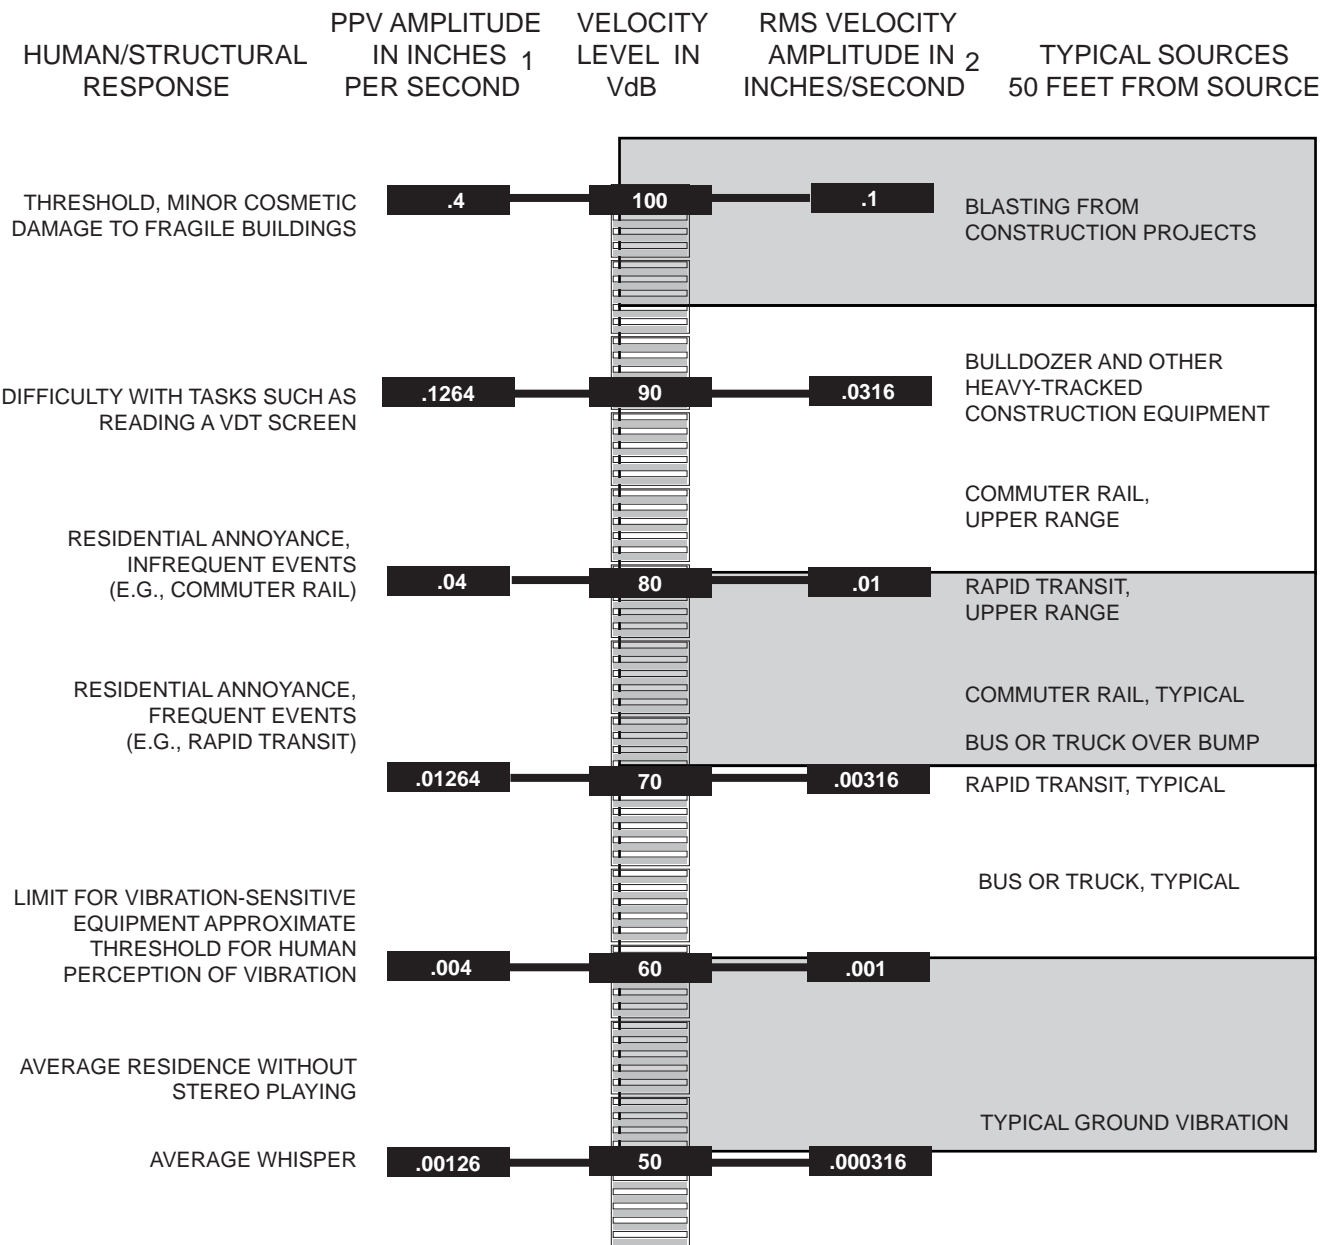 HUMAN/STRUCTURAL
RESPONSE
PPV AMPLITUDE
IN INCHES 1
PER SECOND
VELOCITY
LEVEL IN
VdB
RMS VELOCITY
AMPLITUDE IN 2
INCHES/SECOND
TYPICAL SOURCES
50 FEET FROM SOURCE
THRESHOLD, MINOR COSMETIC
DAMAGE TO FRAGILE BUILDINGS
.4
100
.1
BLASTING FROM
CONSTRUCTION PROJECTS
DIFFICULTY WITH TASKS SUCH AS
READING A VDT SCREEN
.1264
90
.0316
BULLDOZER AND OTHER
HEAVY-TRACKED
CONSTRUCTION EQUIPMENT
COMMUTER RAIL,
UPPER RANGE
RESIDENTIAL ANNOYANCE,
INFREQUENT EVENTS
(E.G., COMMUTER RAIL)
.04
80
.01
RAPID TRANSIT,
UPPER RANGE
RESIDENTIAL ANNOYANCE,
FREQUENT EVENTS
(E.G., RAPID TRANSIT)
COMMUTER RAIL, TYPICAL
BUS OR TRUCK OVER BUMP
.01264
70
.00316
RAPID TRANSIT, TYPICAL
BUS OR TRUCK, TYPICAL
LIMIT FOR VIBRATION-SENSITIVE
EQUIPMENT APPROXIMATE
THRESHOLD FOR HUMAN
PERCEPTION OF VIBRATION
.004
60
.001
AVERAGE RESIDENCE WITHOUT
STEREO PLAYING
TYPICAL GROUND VIBRATION
AVERAGE WHISPER
.00126
50
.000316